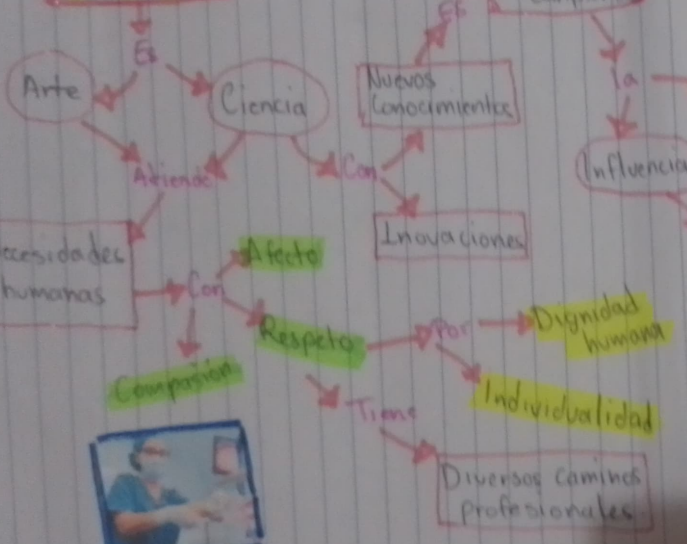 Es
Es
Arte
Ciencia
Nuevos
Conocimientos
la
Atiende
Con
Influencia
Inovaciones
ecesidades
humanas
Con
Afecto
Respeto
Por
Dignidad
humana
Compasión
Individualidad
Tiene
Diversos caminos
profesionales.